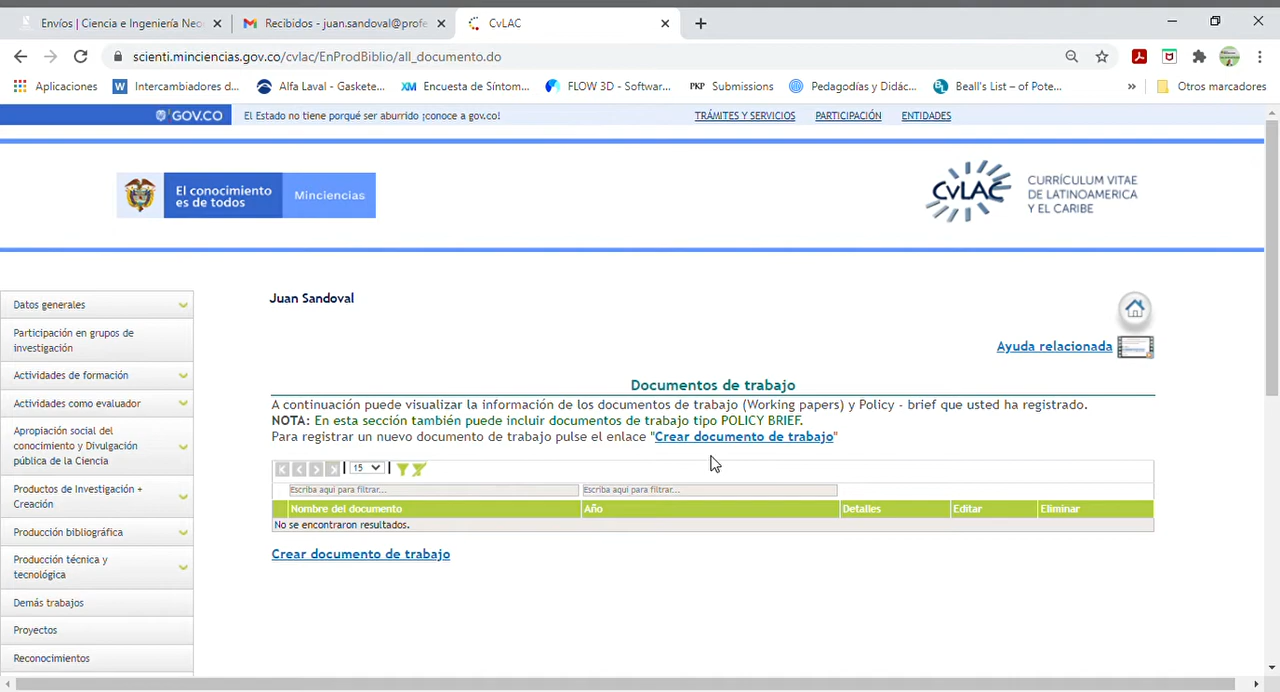 Envíos | Ciencia e Ingeniería Neo
Recibidos - juan.sandoval@profe
CvLAC
scienti.minciencias.gov.co/cvlac/EnProdBiblio/all_documento.do
Aplicaciones
Intercambiadores d...
Alfa Laval - Gaskete...
XM Encuesta de Síntom...
FLOW 3D - Softwar...
PKP Submissions
Pedagodías y Didác...
Beall's List – of Pote...
»
Otros marcadores
GOV.CO
El Estado no tiene porqué ser aburrido ¡conoce a gov.co!
TRÁMITES Y SERVICIOS
PARTICIPACIÓN
ENTIDADES
El conocimiento
es de todos
Minciencias
CvLAC
CURRÍCULUM VITAE
DE LATINOAMERICA
Y EL CARIBE
Datos generales
Participación en grupos de
investigación
Actividades de formación
Actividades como evaluador
Apropiación social del
conocimiento y Divulgación
pública de la Ciencia
Productos de Investigación +
Creación
Producción bibliográfica
Producción técnica y
tecnológica
Demás trabajos
Proyectos
Reconocimientos
Juan Sandoval
Ayuda relacionada
Documentos de trabajo
A continuación puede visualizar la información de los documentos de trabajo (Working papers) y Policy - brief que usted ha registrado.
NOTA: En esta sección también puede incluir documentos de trabajo tipo POLICY BRIEF.
Para registrar un nuevo documento de trabajo pulse el enlace "Crear documento de trabajo"
15
Escriba aqui para filtrar... Escriba aqui para filtrar...
Nombre del documento Año Detalles Editar Eliminar
No se encontraron resultados.
Crear documento de trabajo